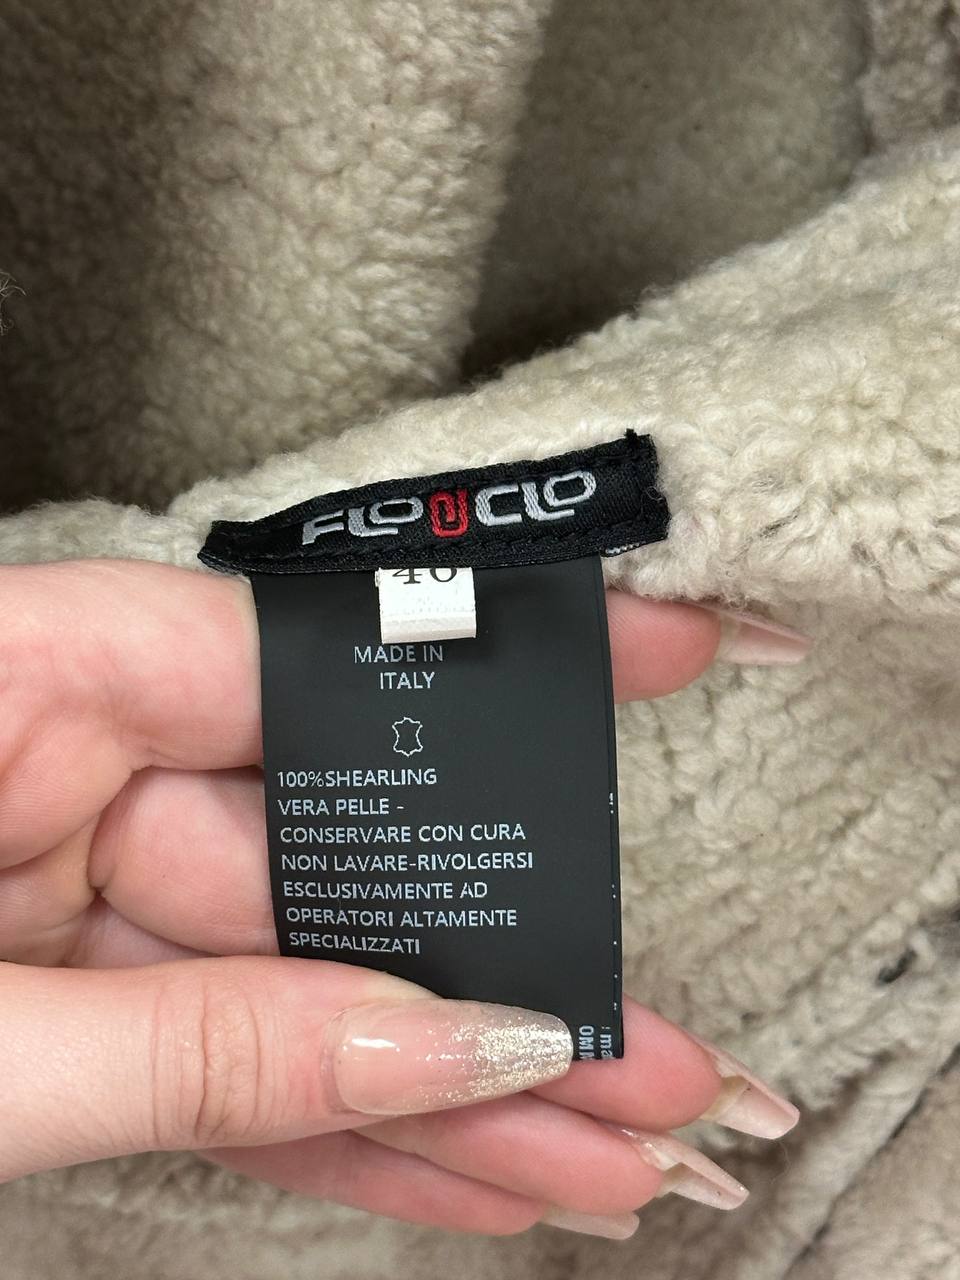 FLO&CLO
MADE IN
ITALY
100%SHEARLING
VERA PELLE -
CONSERVARE CON CURA
NON LAVARE-RIVOLGERSI
ESCLUSIVAMENTE AD
OPERATORI ALTAMENTE
SPECIALIZZATI